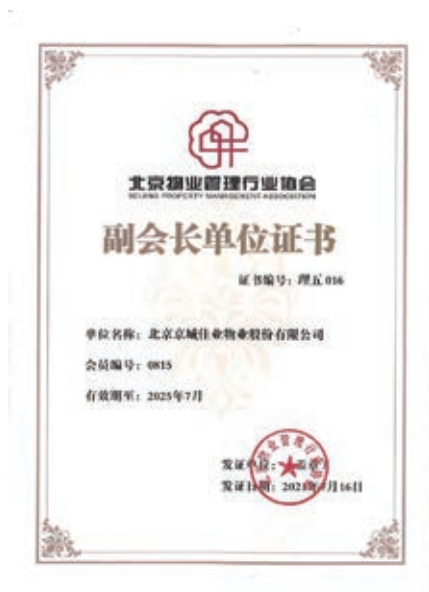 北京物业管理行业协会
BEIJING PROPERTY MANAGEMENT ASSOCIATION
副会长单位证书
证书编号：理五 016
单位名称：北京京城佳业物业股份有限公司
会员编号：0815
有效期至：2025年7月
发证单位：
发证日期：
月16日